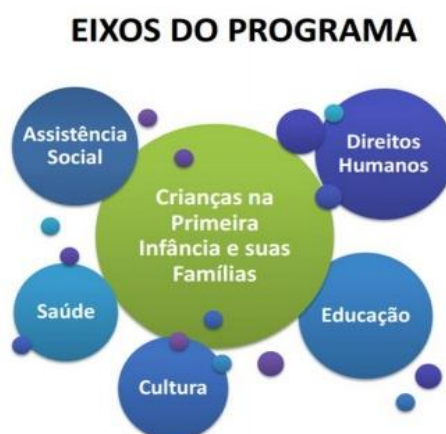 EIXOS DO PROGRAMA
Assistência
Social
Direitos
Humanos
Crianças na
Primeira
Infância e suas
Famílias
Saúde
Educação
Cultura